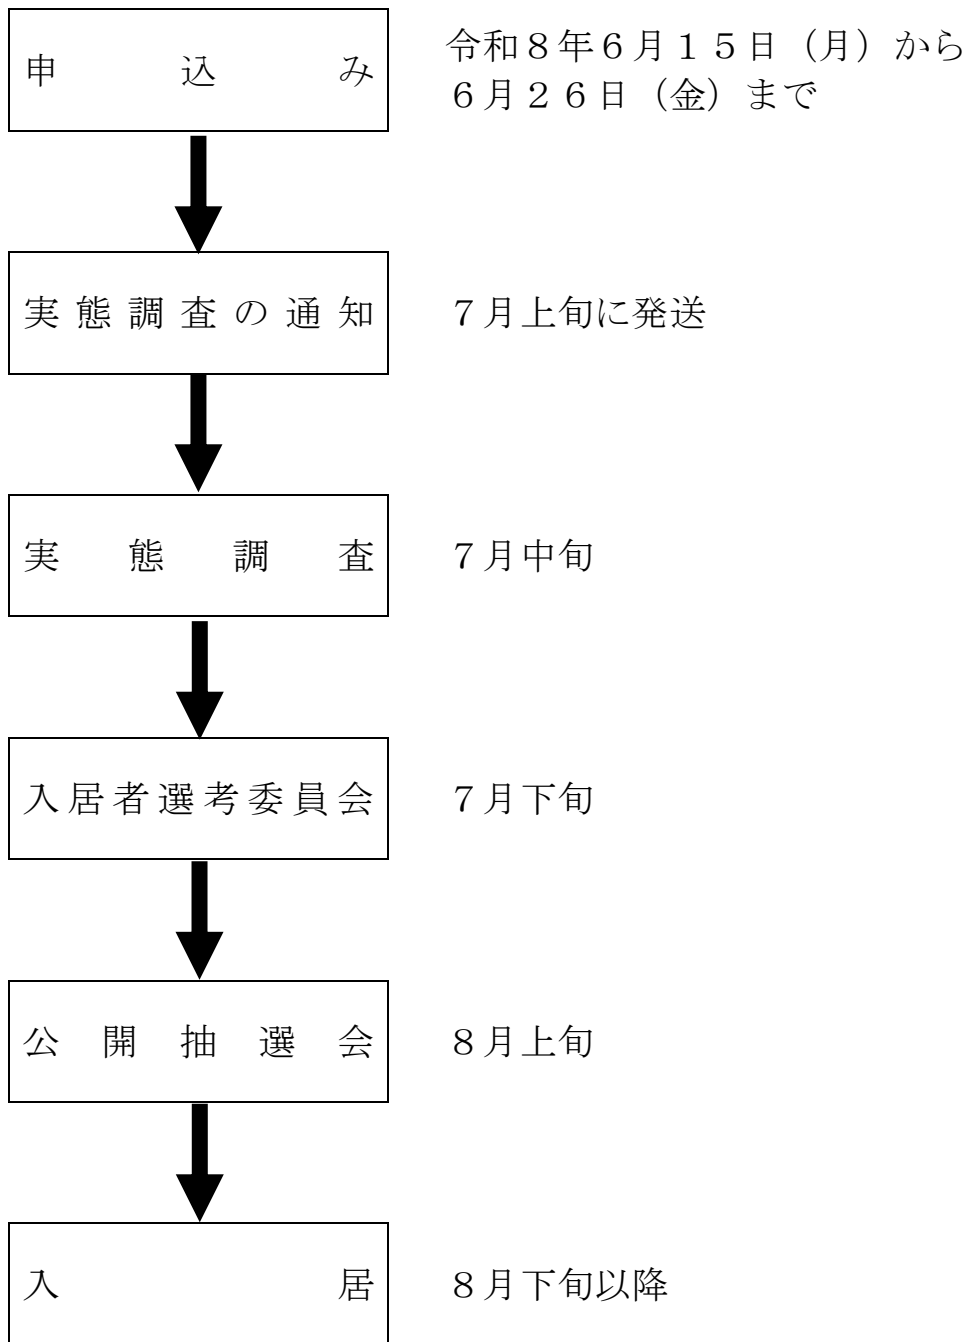 申込み
令和８年６月１５日（月）から
６月２６日（金）まで
実態調査の通知
７月上旬に発送
実態調査
７月中旬
入居者選考委員会
７月下旬
公開抽選会
８月上旬
入居
８月下旬以降